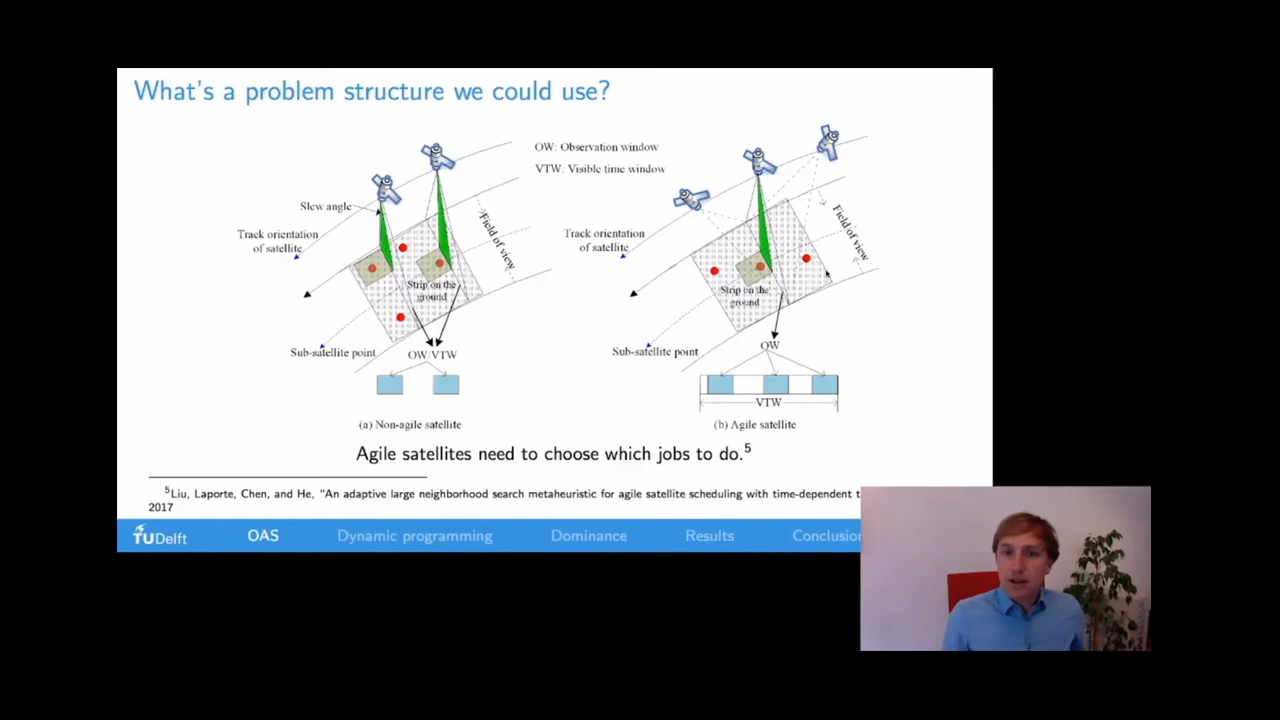 What's a problem structure we could use?
OW: Observation window
VTW: Visible time window
Slew angle
Track orientation
of satellite
Field of view
Strip on the
ground
Sub-satellite point
OW/VTW
(a) Non-agile satellite
Track orientation
of satellite
Field of view
Strip on the
ground
Sub-satellite point
OW
VTW
(b) Agile satellite
Agile satellites need to choose which jobs to do.5
5Liu, Laporte, Chen, and He, "An adaptive large neighborhood search metaheuristic for agile satellite scheduling with time-dependent
2017
TUDelft OAS Dynamic programming Dominance Results